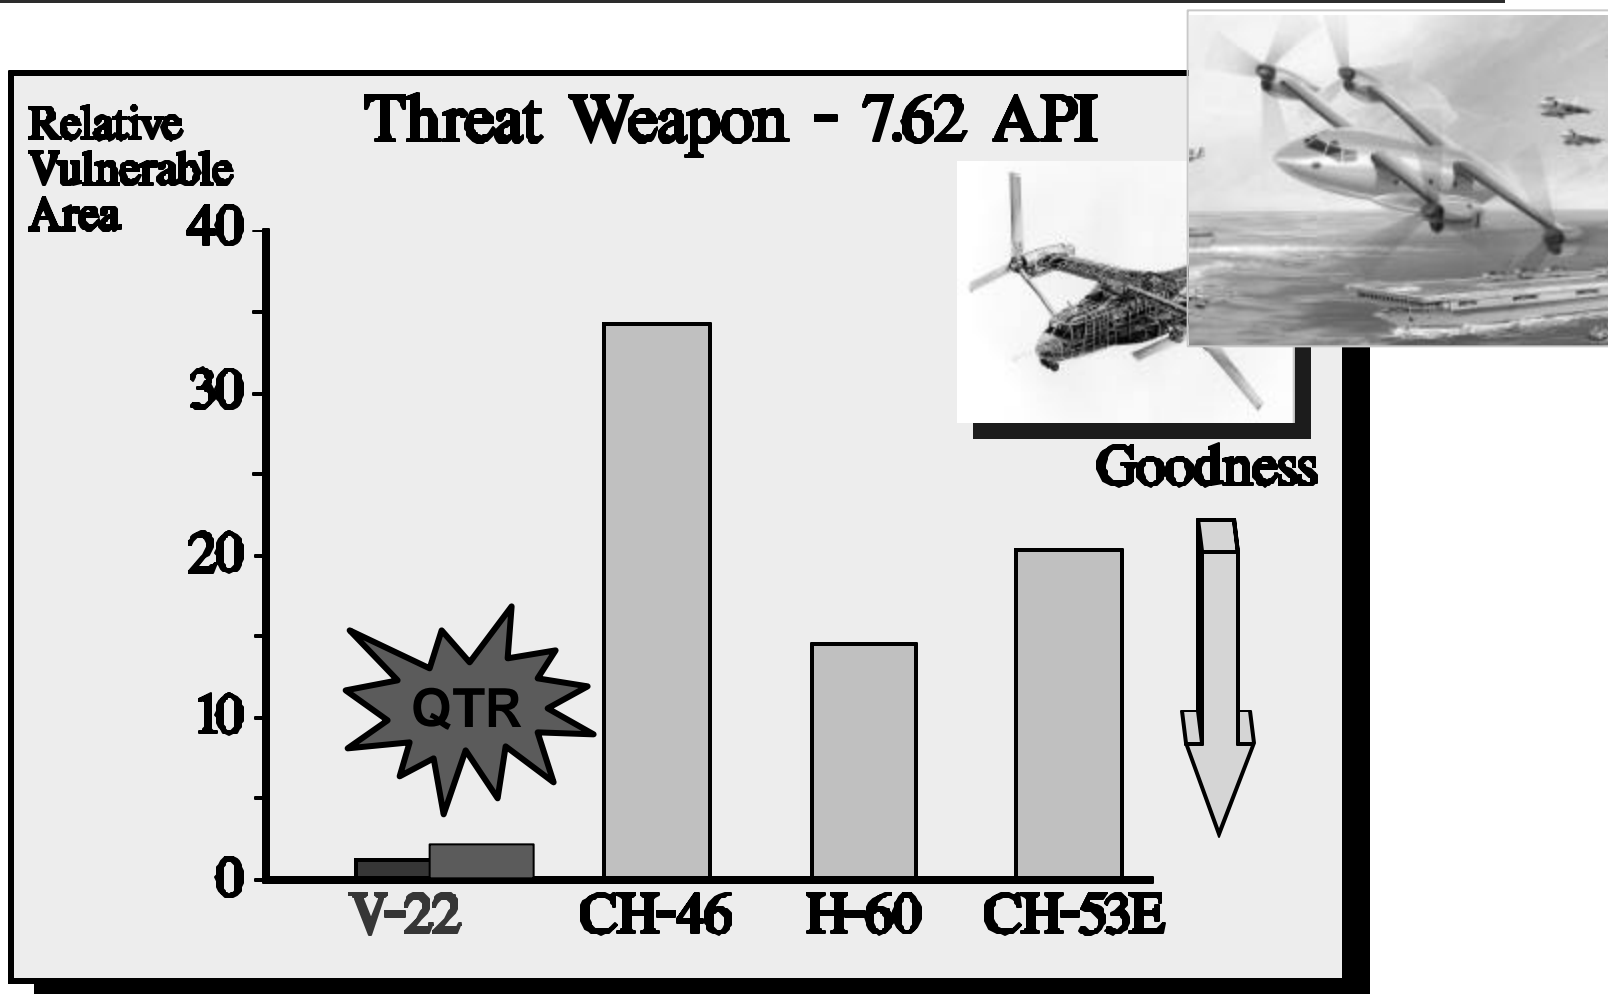 Threat Weapon - 7.62 API
Relative
Vulnerable
Area
40
30
20
10
0
Goodness
QTR
V-22
CH-46
H-60
CH-53E